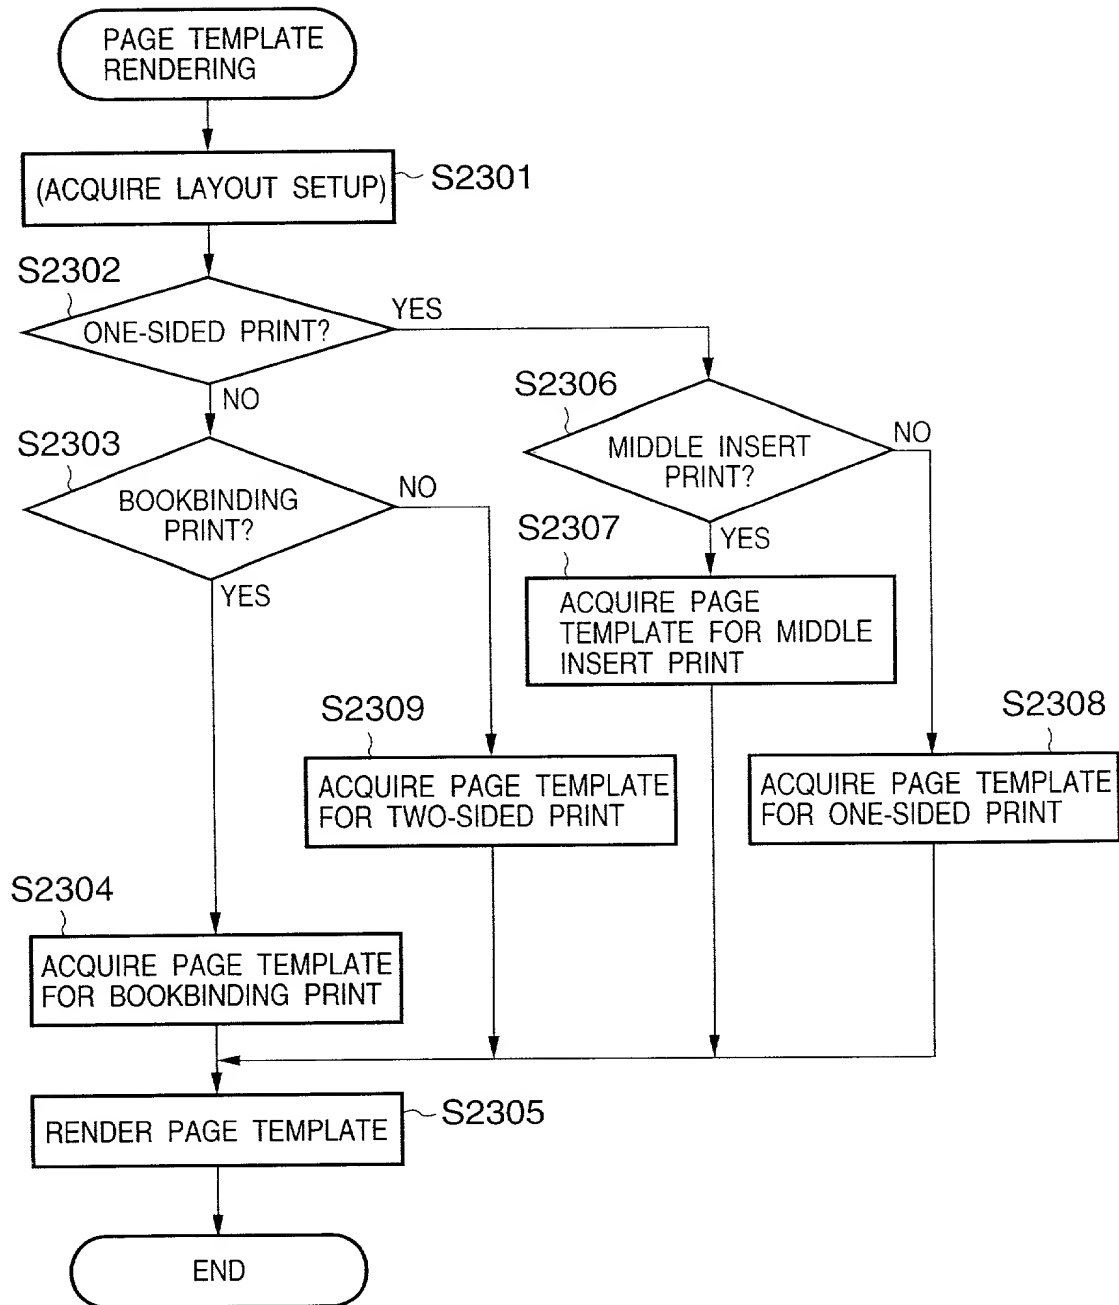 PAGE TEMPLATE
RENDERING
(ACQUIRE LAYOUT SETUP)
S2301
S2302
ONE-SIDED PRINT?
YES
NO
S2306
MIDDLE INSERT
PRINT?
NO
YES
S2303
BOOKBINDING
PRINT?
NO
YES
S2307
ACQUIRE PAGE
TEMPLATE FOR MIDDLE
INSERT PRINT
S2309
ACQUIRE PAGE TEMPLATE
FOR TWO-SIDED PRINT
S2308
ACQUIRE PAGE TEMPLATE
FOR ONE-SIDED PRINT
S2304
ACQUIRE PAGE TEMPLATE
FOR BOOKBINDING PRINT
RENDER PAGE TEMPLATE
S2305
END